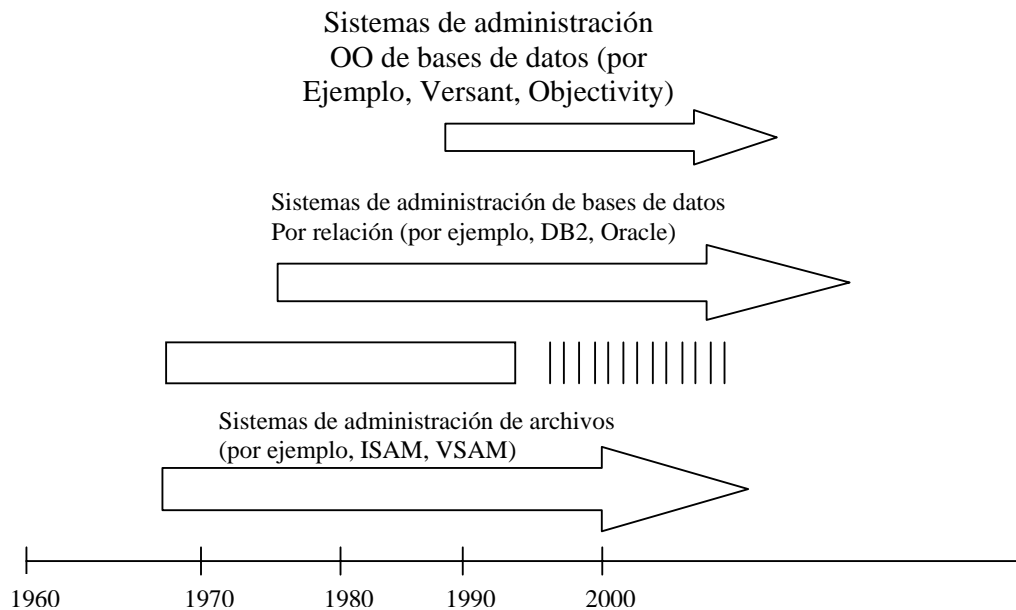 Sistemas de administración
OO de bases de datos (por
Ejemplo, Versant, Objectivity)
Sistemas de administración de bases de datos
Por relación (por ejemplo, DB2, Oracle)
Sistemas de administración de archivos
(por ejemplo, ISAM, VSAM)
1960 1970 1980 1990 2000